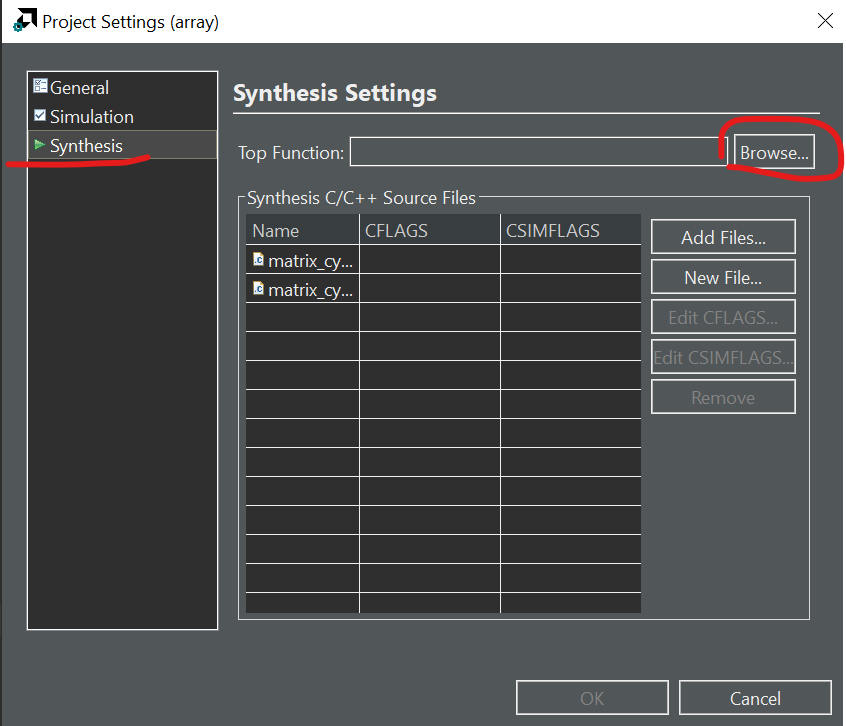 Project Settings (array)
General
Simulation
Synthesis
Synthesis Settings
Top Function:
Browse...
Synthesis C/C++ Source Files
Name CFLAGS CSIMFLAGS
matrix_cy...
matrix_cy...
Add Files...
New File...
Edit CFLAGS...
Edit CSIMFLAGS...
Remove
OK
Cancel